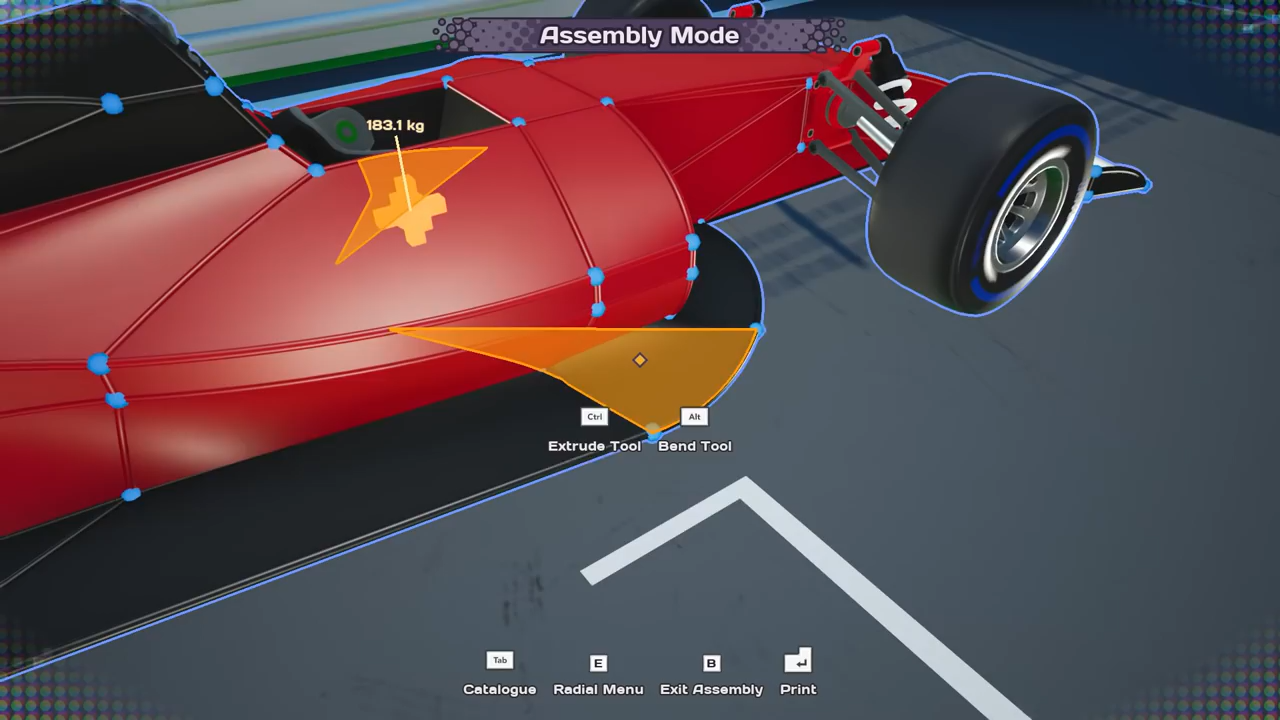 Assembly Mode
183.1 kg
Ctrl
Alt
Extrude Tool
Bend Tool
Tab
E
B
Catalogue
Radial Menu
Exit Assembly
Print